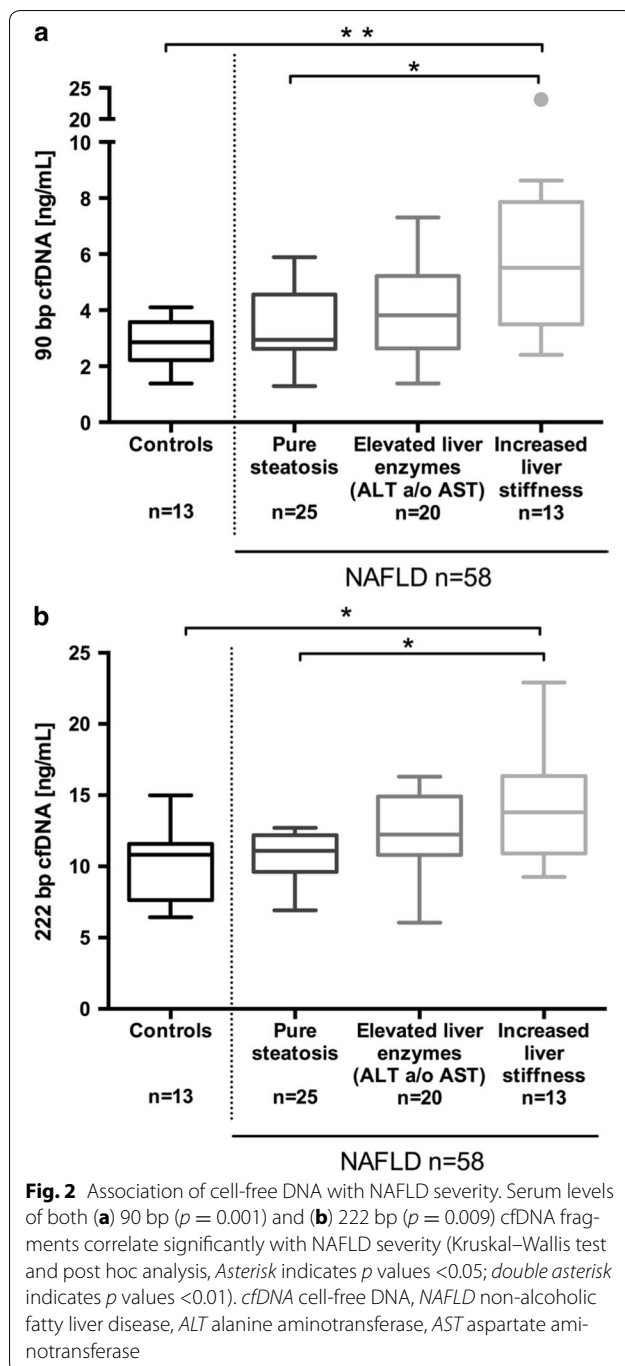 a
* *
*
25
20
10
8
6
4
2
0
90 bp cfDNA [ng/mL]
Controls
n=13
Pure
steatosis
n=25
Elevated liver
enzymes
(ALT a/o AST)
n=20
Increased
liver
stiffness
n=13
NAFLD n=58
b
*
*
25
20
15
10
5
0
222 bp cfDNA [ng/mL]
Controls
n=13
Pure
steatosis
n=25
Elevated liver
enzymes
(ALT a/o AST)
n=20
Increased
liver
stiffness
n=13
NAFLD n=58
Fig. 2 Association of cell-free DNA with NAFLD severity. Serum levels
of both (a) 90 bp (p = 0.001) and (b) 222 bp (p = 0.009) cfDNA frag-
ments correlate significantly with NAFLD severity (Kruskal–Wallis test
and post hoc analysis, Asterisk indicates p values <0.05; double asterisk
indicates p values <0.01). cfDNA cell-free DNA, NAFLD non-alcoholic
fatty liver disease, ALT alanine aminotransferase, AST aspartate ami-
notransferase